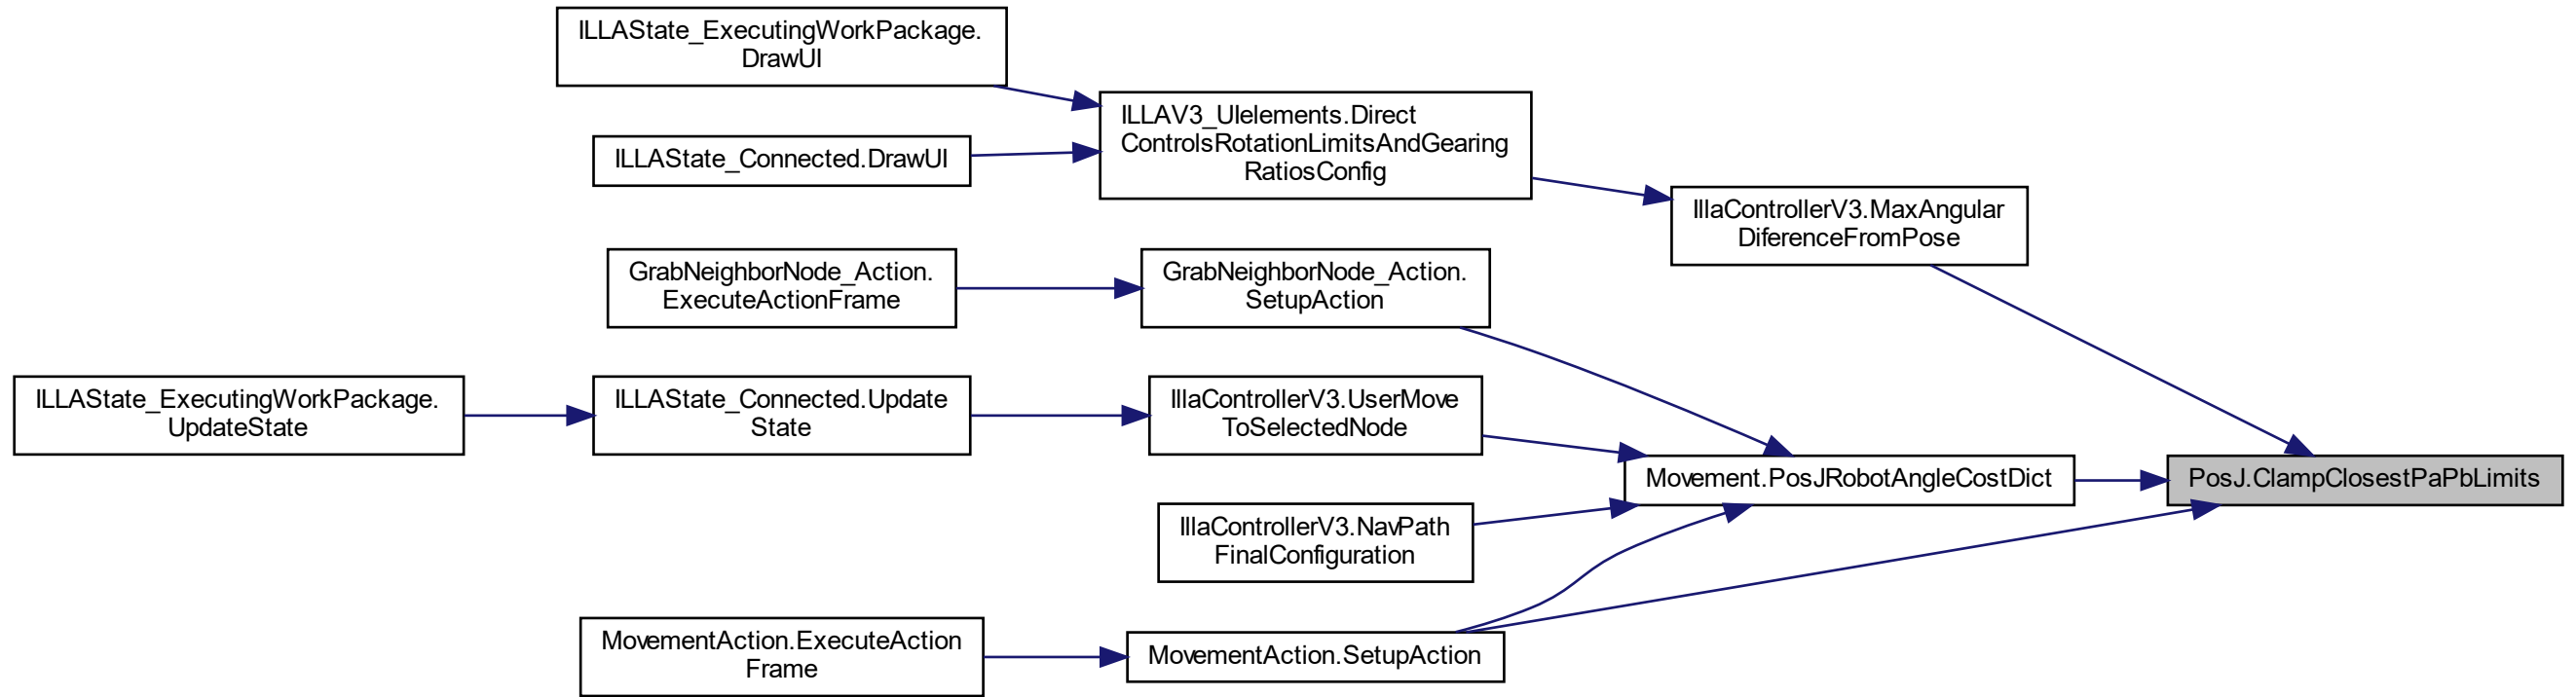 ILLAState_ExecutingWorkPackage.
DrawUI
ILLAV3_UIelements.Direct
ControlsRotationLimitsAndGearing
RatiosConfig
ILLAState_Connected.DrawUI
IllaControllerV3.MaxAngular
DiferenceFromPose
GrabNeighborNode_Action.
ExecuteActionFrame
GrabNeighborNode_Action.
SetupAction
ILLAState_ExecutingWorkPackage.
UpdateState
ILLAState_Connected.Update
State
IllaControllerV3.UserMove
ToSelectedNode
Movement.PosJRobotAngleCostDict
PosJ.ClampClosestPaPbLimits
IllaControllerV3.NavPath
FinalConfiguration
MovementAction.ExecuteAction
Frame
MovementAction.SetupAction